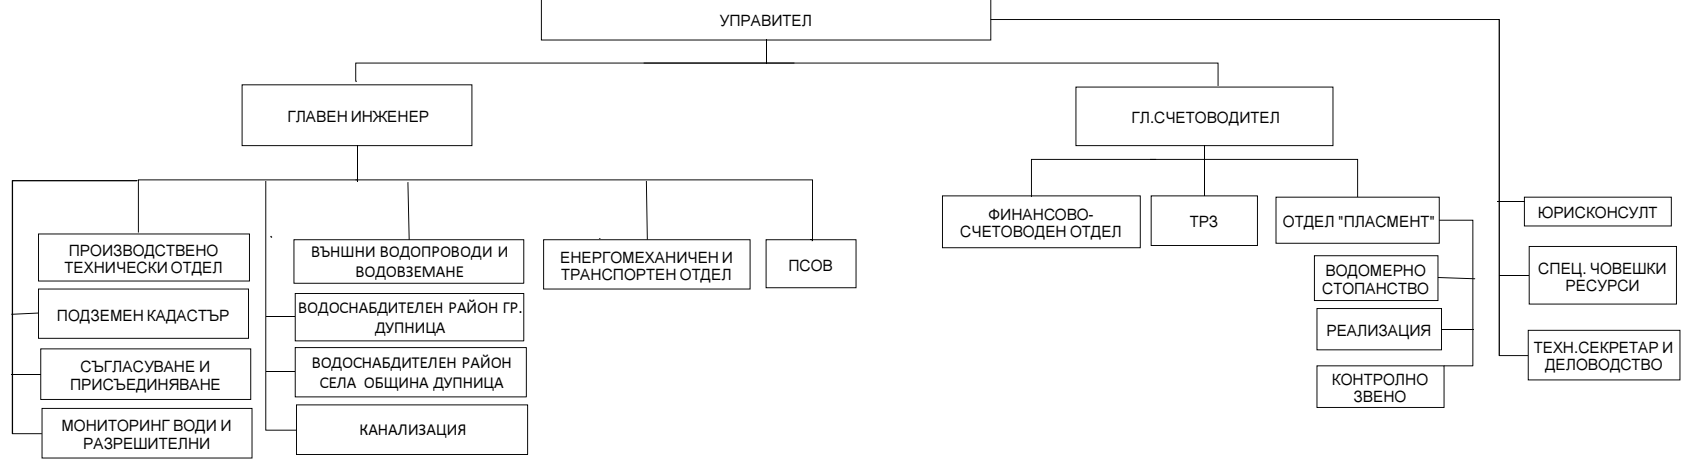 УПРАВИТЕЛ
ГЛАВЕН ИНЖЕНЕР
ГЛ.СЧЕТОВОДИТЕЛ
ПРОИЗВОДСТВЕНО
ТЕХНИЧЕСКИ ОТДЕЛ
ПОДЗЕМЕН КАДАСТЪР
СЪГЛАСУВАНЕ И
ПРИСЪЕДИНЯВАНЕ
МОНИТОРИНГ ВОДИ И
РАЗРЕШИТЕЛНИ
ВЪНШНИ ВОДОПРОВОДИ И
ВОДОВЗЕМАНЕ
ВОДОСНАБДИТЕЛЕН РАЙОН ГР.
ДУПНИЦА
ВОДОСНАБДИТЕЛЕН РАЙОН
СЕЛА ОБЩИНА ДУПНИЦА
КАНАЛИЗАЦИЯ
ЕНЕРГОМЕХАНИЧЕН И
ТРАНСПОРТЕН ОТДЕЛ
ПСОВ
ФИНАНСОВО-
СЧЕТОВОДЕН ОТДЕЛ
ТРЗ
ОТДЕЛ "ПЛАСМЕНТ"
ВОДОМЕРНО
СТОПАНСТВО
РЕАЛИЗАЦИЯ
КОНТРОЛНО
ЗВЕНО
ЮРИСКОНСУЛТ
СПЕЦ. ЧОВЕШКИ
РЕСУРСИ
ТЕХН.СЕКРЕТАР И
ДЕЛОВОДСТВО